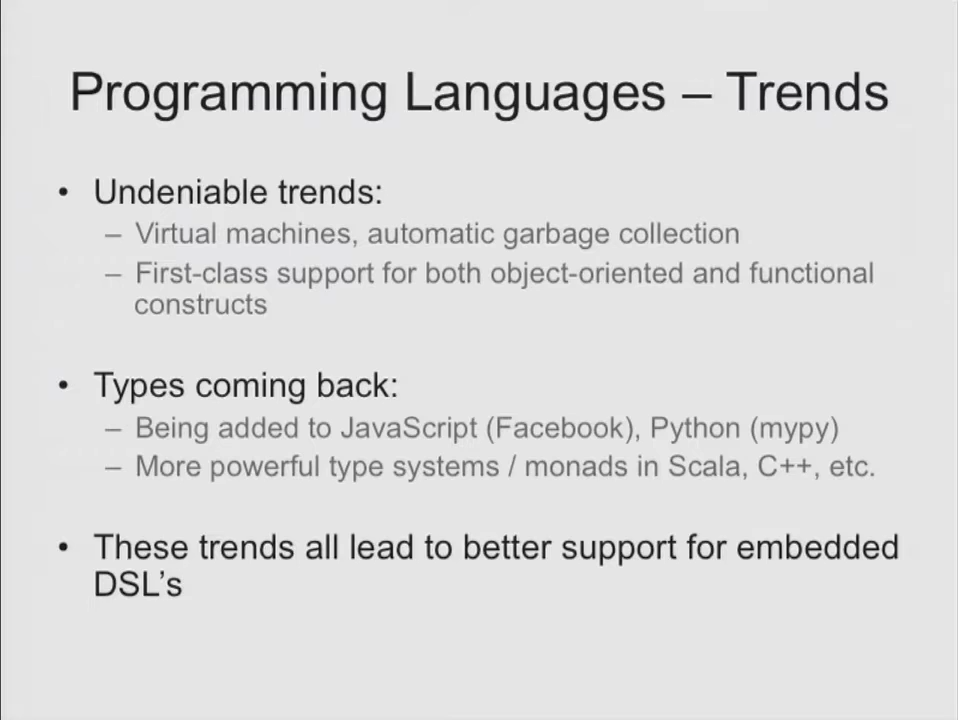 Programming Languages – Trends
• Undeniable trends:
– Virtual machines, automatic garbage collection
– First-class support for both object-oriented and functional
constructs
• Types coming back:
– Being added to JavaScript (Facebook), Python (mypy)
– More powerful type systems / monads in Scala, C++, etc.
• These trends all lead to better support for embedded
DSL’s